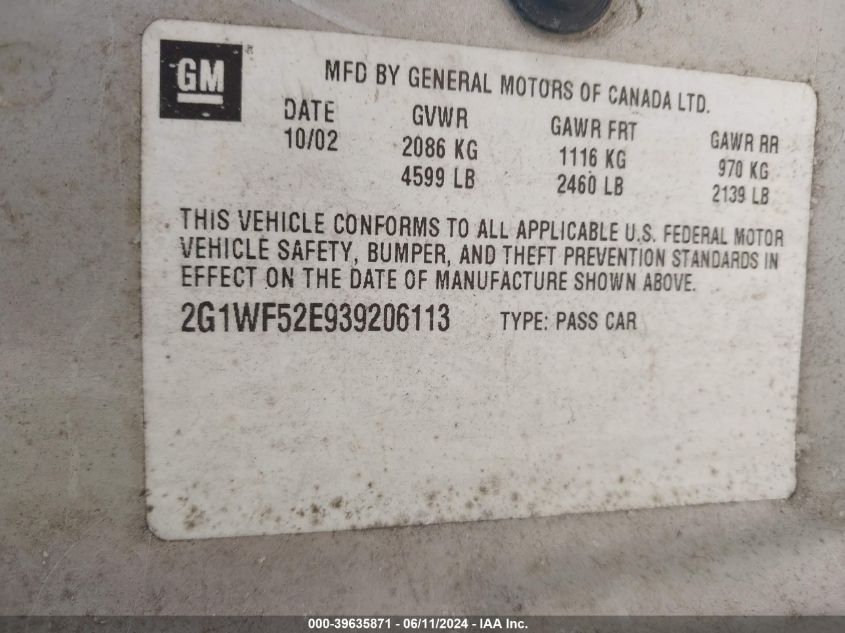 GM
MFD BY GENERAL MOTORS OF CANADA LTD.
DATE GVWR GAWR FRT GAWR RR
10/02 2086 KG 1116 KG 970 KG
4599 LB 2460 LB 2139 LB
THIS VEHICLE CONFORMS TO ALL APPLICABLE U.S. FEDERAL MOTOR
VEHICLE SAFETY, BUMPER, AND THEFT PREVENTION STANDARDS IN
EFFECT ON THE DATE OF MANUFACTURE SHOWN ABOVE.
2G1WF52E939206113 TYPE: PASS CAR
000-39635871 - 06/11/2024 - IAA Inc.